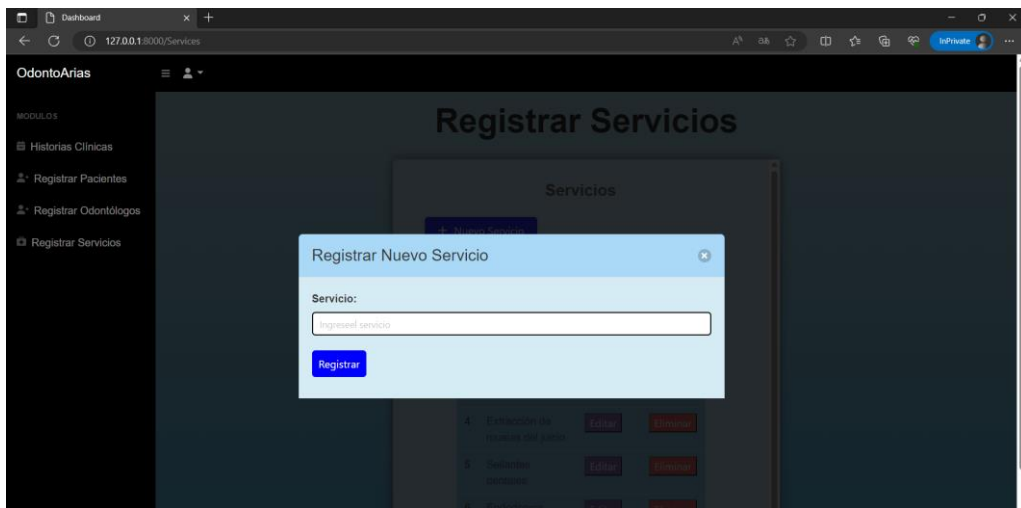 Dashboard
127.0.0.1:8000/Services
InPrivate
OdontoArias
MODULOS
Historias Clínicas
Registrar Pacientes
Registrar Odontólogos
Registrar Servicios
Registrar Servicios
Servicios
+ Nuevo Servicio
Registrar Nuevo Servicio
Servicio:
Ingreseel servicio
Registrar
4 Extracción de Editar Eliminar
del juicio
5 Editar Eliminar